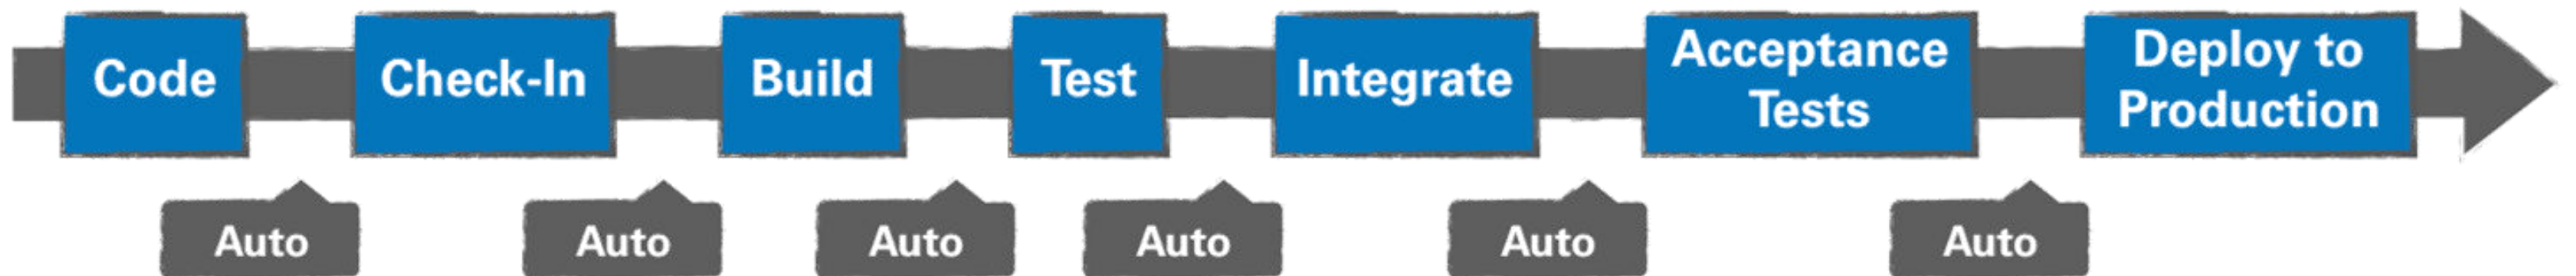 Code
Check-In
Build
Test
Integrate
Acceptance
Tests
Deploy to
Production
Auto
Auto
Auto
Auto
Auto
Auto